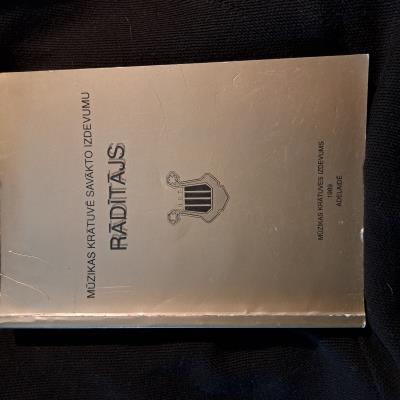 MŪZIKAS KRĀTUVĒ SAVĀKTO IZDEVUMU
RĀDĪTĀJS
MŪZIKAS KRĀTUVES IZDEVUMS
1989
ADELAIDĒ